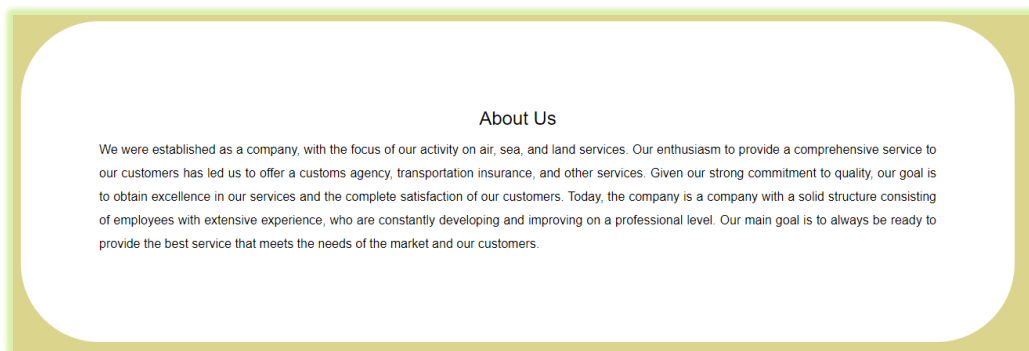 About Us
We were established as a company, with the focus of our activity on air, sea, and land services. Our enthusiasm to provide a comprehensive service to
our customers has led us to offer a customs agency, transportation insurance, and other services. Given our strong commitment to quality, our goal is
to obtain excellence in our services and the complete satisfaction of our customers. Today, the company is a company with a solid structure consisting
of employees with extensive experience, who are constantly developing and improving on a professional level. Our main goal is to always be ready to
provide the best service that meets the needs of the market and our customers.